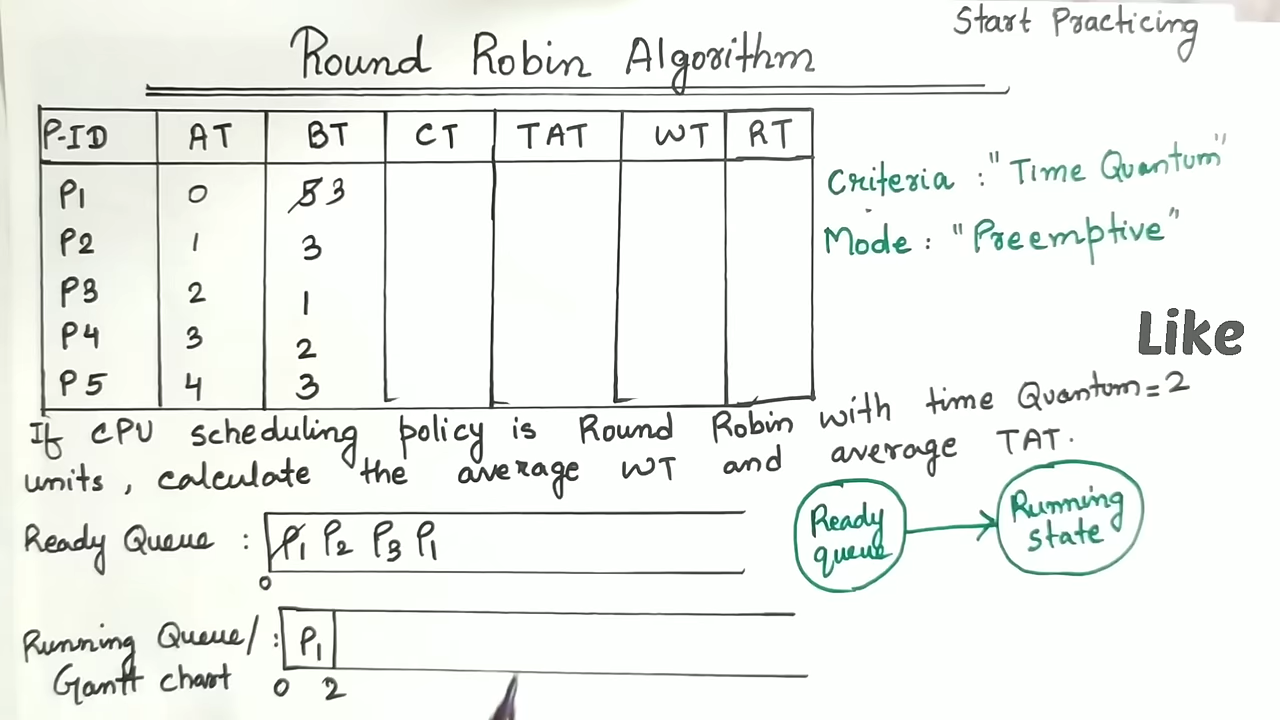 Start Practicing
Round Robin Algorithm
P-ID AT BT CT TAT WT RT
P1 0 5 3
P2 1 3
P3 2 1
P4 3 2
P5 4 3
Criteria : "Time Quantum"
Mode : "Preemptive"
Like
If CPU scheduling policy is Round Robin with time Quantum = 2
units, calculate the average WT and average TAT.
Ready Queue : P1 P2 P3 P1
0
Ready queue
Running state
Running Queue/ : P1
Gantt chart 0 2